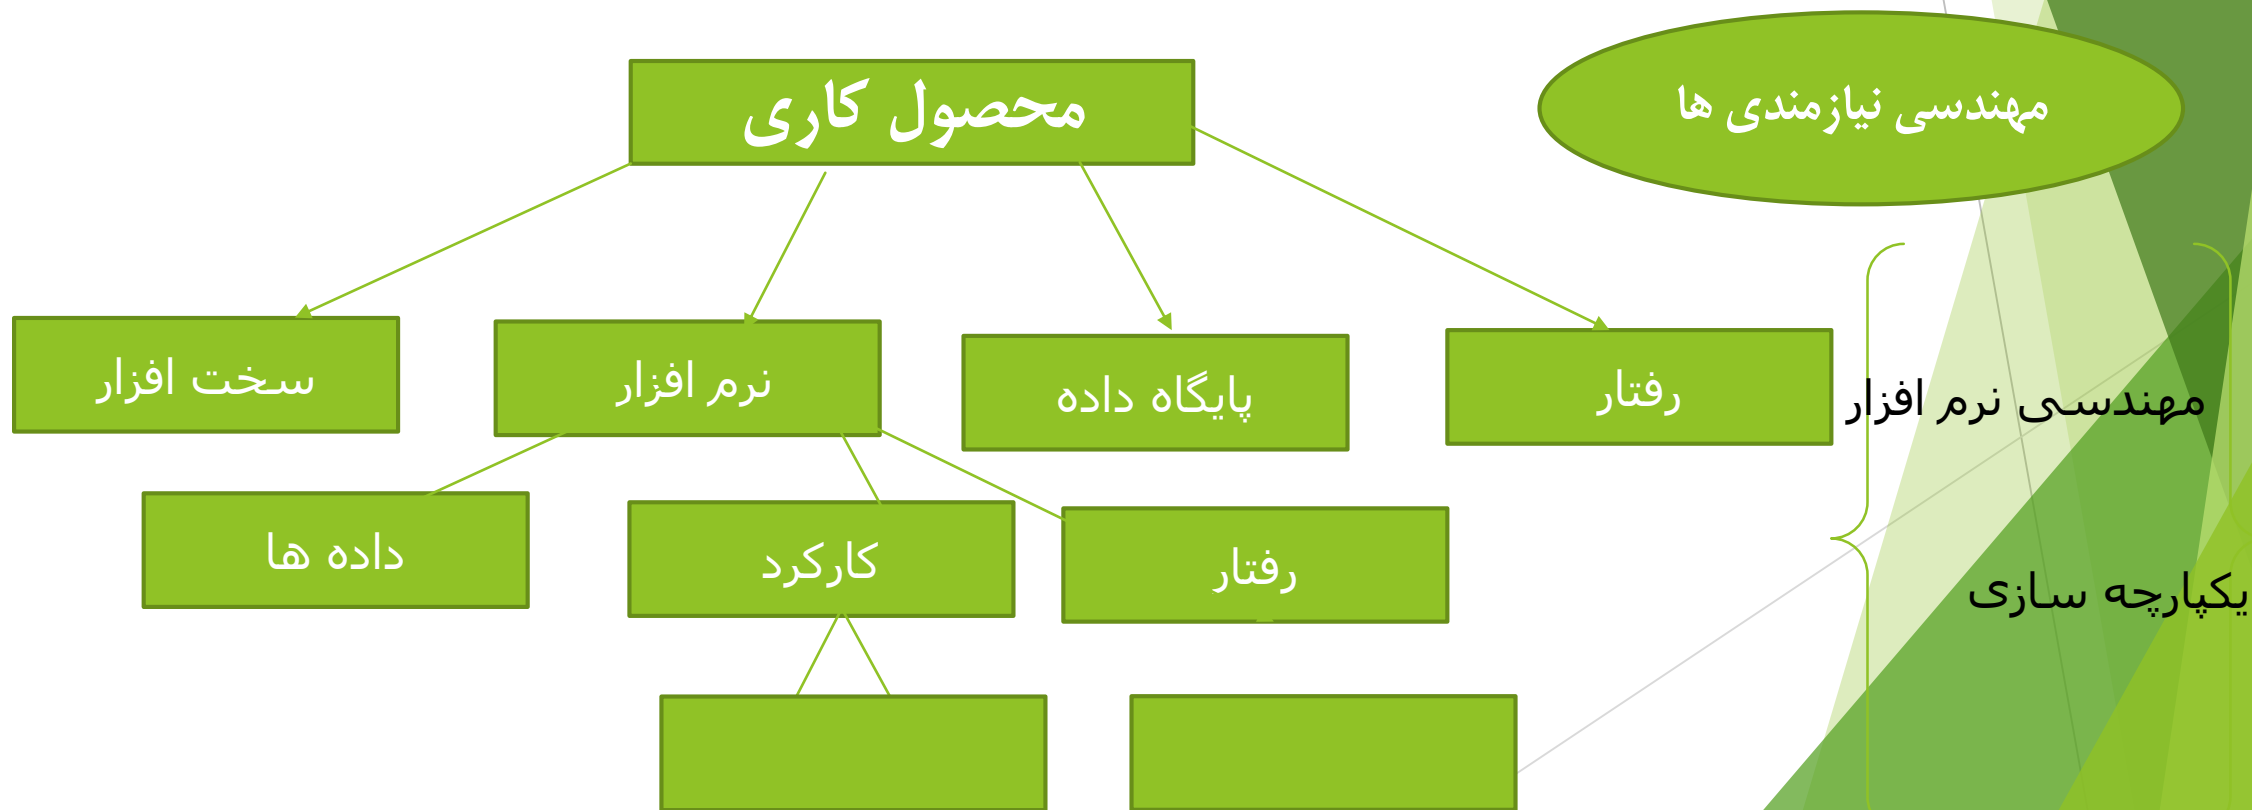 مهندسی نیازمندی ها
محصول کاری
رفتار
پایگاه داده
نرم افزار
سخت افزار
مهندسی نرم افزار
رفتار
کارکرد
داده ها
یکپارچه سازی